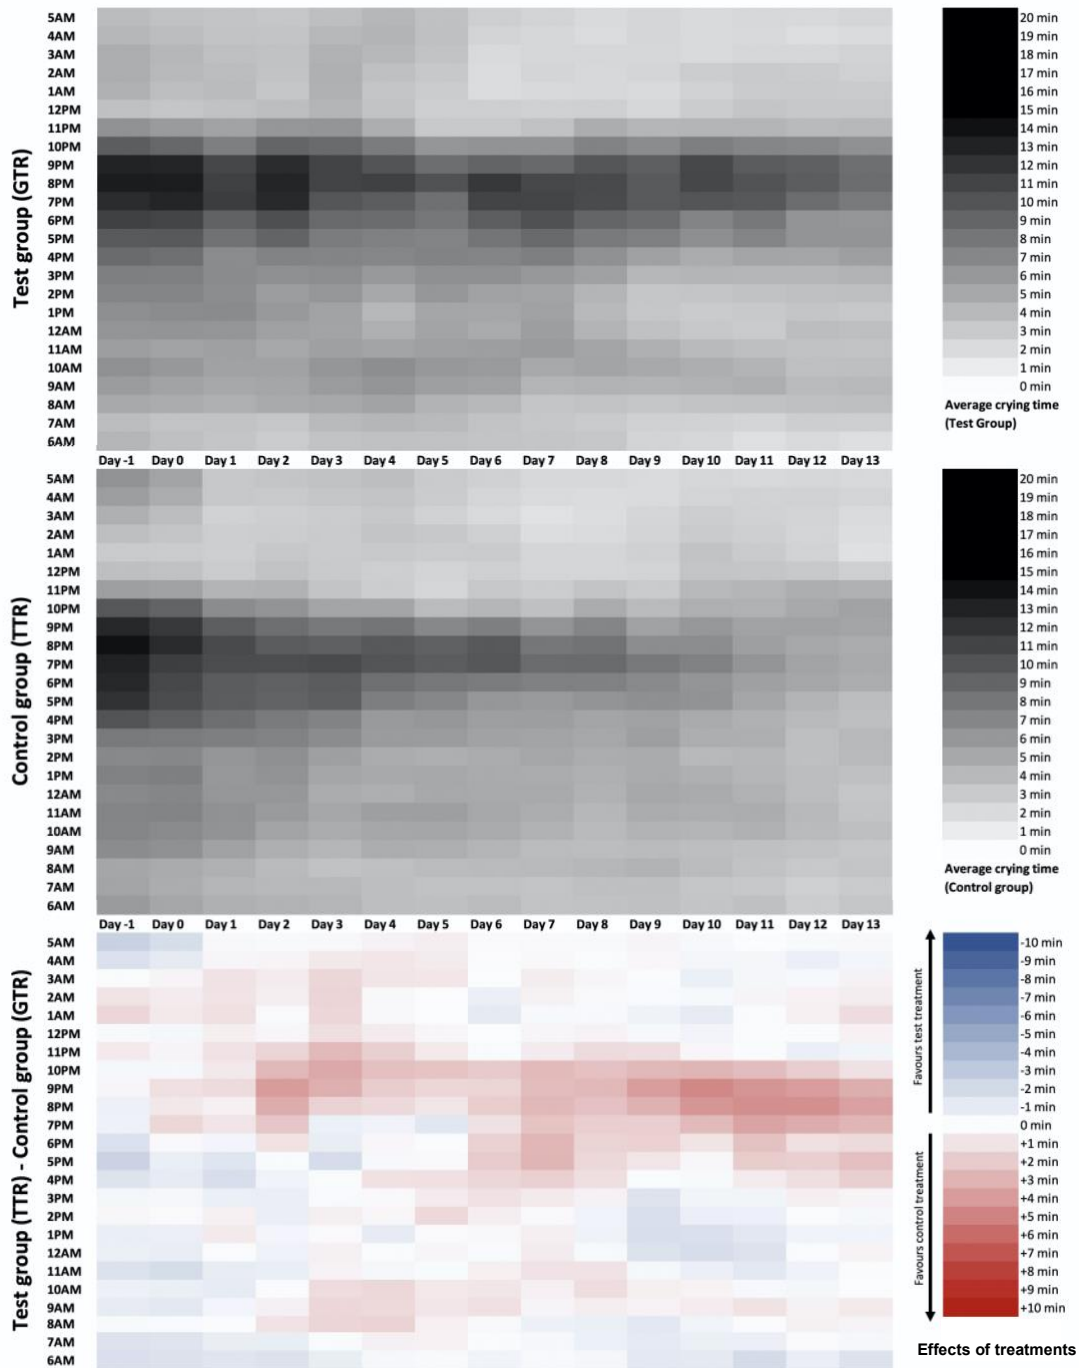 Test group (GTR)
5AM
4AM
3AM
2AM
1AM
12PM
11PM
10PM
9PM
8PM
7PM
6PM
5PM
4PM
3PM
2PM
1PM
12AM
11AM
10AM
9AM
8AM
7AM
6AM
20 min
19 min
18 min
17 min
16 min
15 min
14 min
13 min
12 min
11 min
10 min
9 min
8 min
7 min
6 min
5 min
4 min
3 min
2 min
1 min
0 min
Average crying time
(Test Group)
Day -1 Day 0 Day 1 Day 2 Day 3 Day 4 Day 5 Day 6 Day 7 Day 8 Day 9 Day 10 Day 11 Day 12 Day 13
Control group (TTR)
5AM
4AM
3AM
2AM
1AM
12PM
11PM
10PM
9PM
8PM
7PM
6PM
5PM
4PM
3PM
2PM
1PM
12AM
11AM
10AM
9AM
8AM
7AM
6AM
20 min
19 min
18 min
17 min
16 min
15 min
14 min
13 min
12 min
11 min
10 min
9 min
8 min
7 min
6 min
5 min
4 min
3 min
2 min
1 min
0 min
Average crying time
(Control group)
Day -1 Day 0 Day 1 Day 2 Day 3 Day 4 Day 5 Day 6 Day 7 Day 8 Day 9 Day 10 Day 11 Day 12 Day 13
Test group (TTR) - Control group (GTR)
5AM
4AM
3AM
2AM
1AM
12PM
11PM
10PM
9PM
8PM
7PM
6PM
5PM
4PM
3PM
2PM
1PM
12AM
11AM
10AM
9AM
8AM
7AM
6AM
Favours test treatment
Favours control treatment
-10 min
-9 min
-8 min
-7 min
-6 min
-5 min
-4 min
-3 min
-2 min
-1 min
0 min
+1 min
+2 min
+3 min
+4 min
+5 min
+6 min
+7 min
+8 min
+9 min
+10 min
Effects of treatments